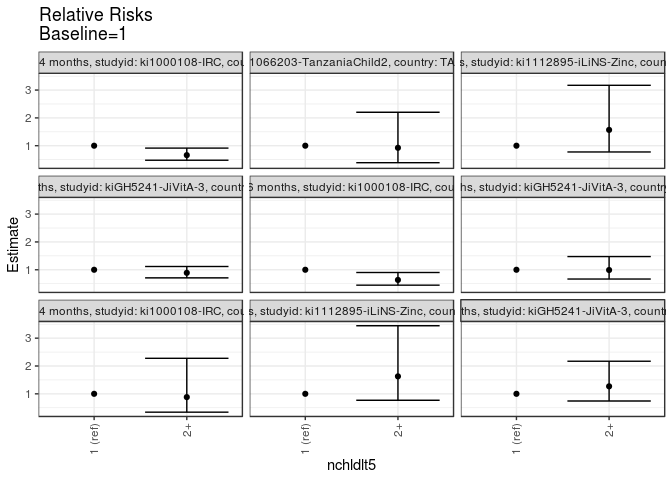 Relative Risks
Baseline=1
4 months, studyid: ki1000108-IRC, cou
1066203-TanzaniaChild2, country: TA
s, studyid: ki1112895-iLiNS-Zinc, coun
3
2
1
ths, studyid: kiGH5241-JiVitA-3, countr
6 months, studyid: ki1000108-IRC, cou
hs, studyid: kiGH5241-JiVitA-3, country
3
2
1
4 months, studyid: ki1000108-IRC, cou
s, studyid: ki1112895-iLiNS-Zinc, coun
ths, studyid: kiGH5241-JiVitA-3, countr
3
2
1
Estimate
1 (ref)
2+
1 (ref)
2+
1 (ref)
2+
nchldlt5